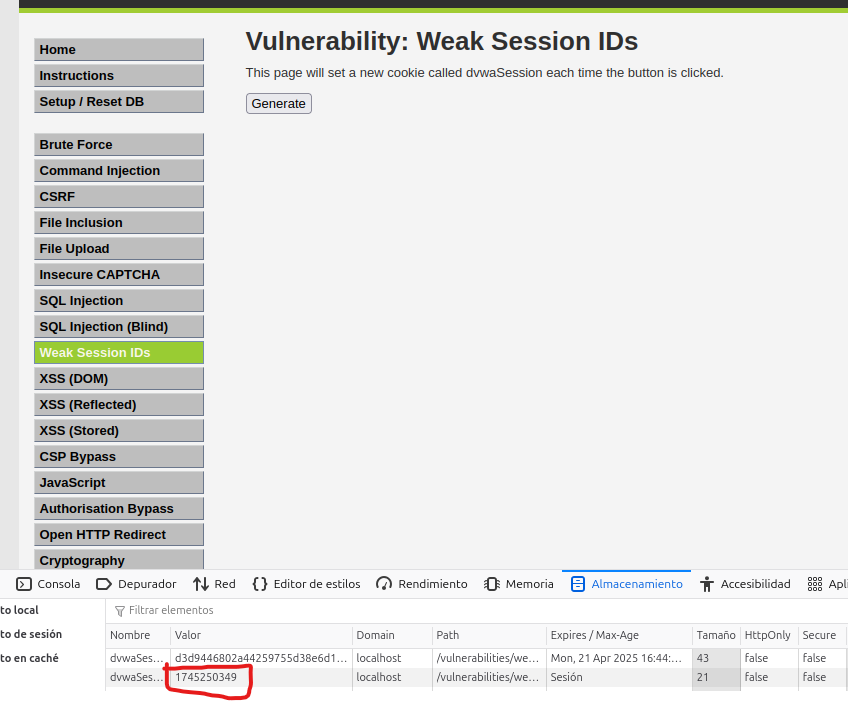 Vulnerability: Weak Session IDs
This page will set a new cookie called dvwaSession each time the button is clicked.
Generate
Home
Instructions
Setup / Reset DB
Brute Force
Command Injection
CSRF
File Inclusion
File Upload
Insecure CAPTCHA
SQL Injection
SQL Injection (Blind)
Weak Session IDs
XSS (DOM)
XSS (Reflected)
XSS (Stored)
CSP Bypass
JavaScript
Authorisation Bypass
Open HTTP Redirect
Cryptography
Consola Depurador Red Editor de estilos Rendimiento Memoria Almacenamiento Accesibilidad Apli
to local
to de sesión
to en caché
Filtrar elementos
Nombre Valor Domain Path Expires / Max-Age Tamaño HttpOnly Secure
dvwaSes... d3d9446802a44259755d38e6d1... localhost /vulnerabilities/we... Mon, 21 Apr 2025 16:44:... 43 false false
dvwaSes... 1745250349 localhost /vulnerabilities/we... Sesión 21 false false